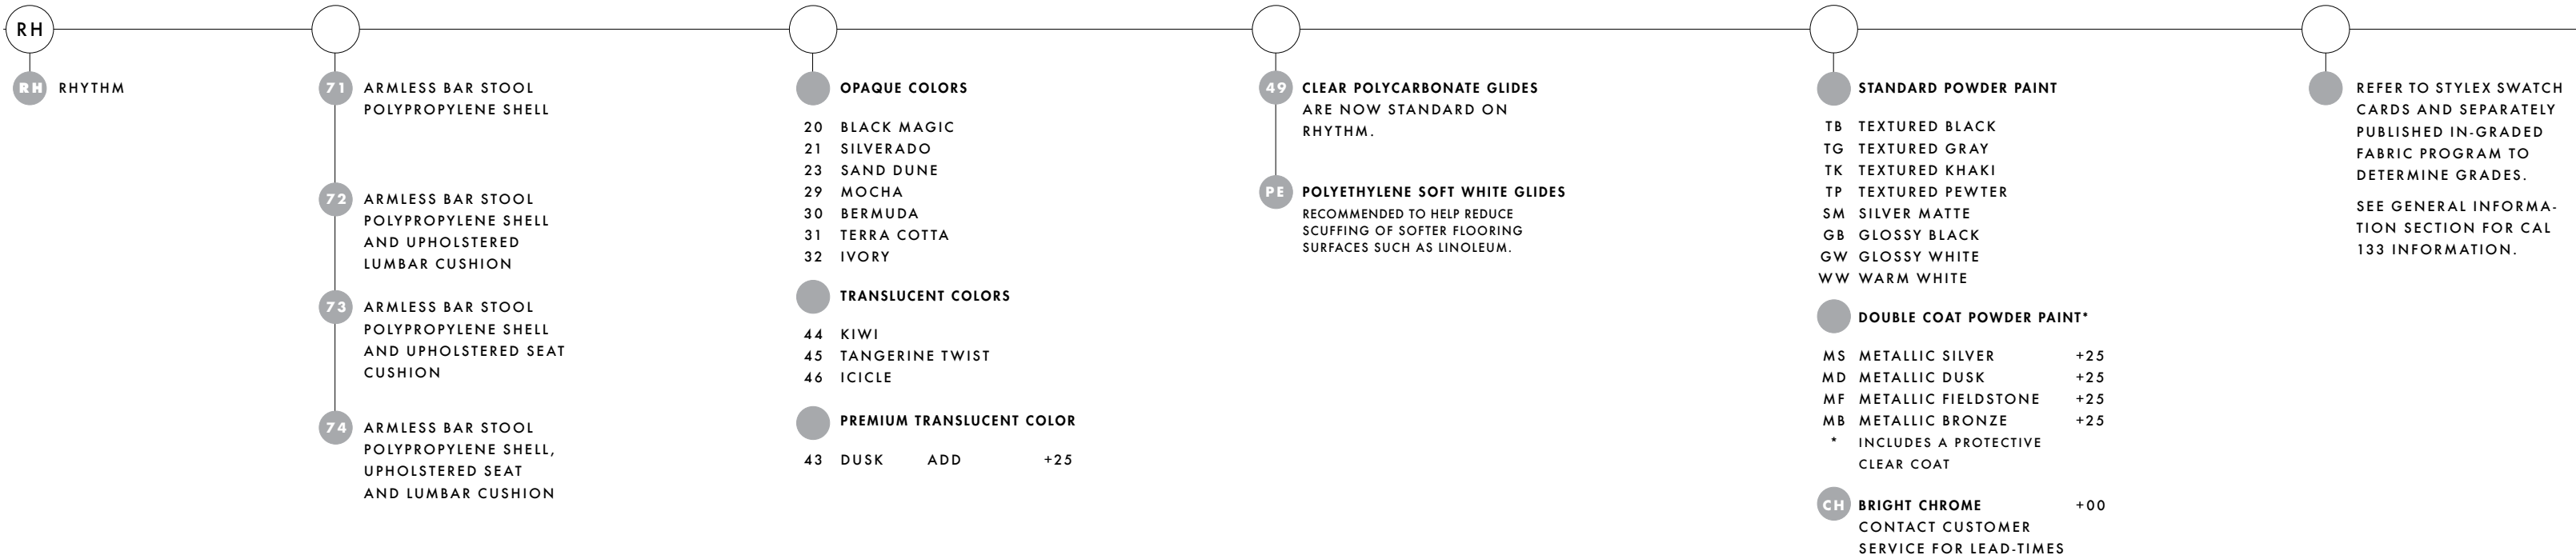 RH
RH RHYTHM
71 ARMLESS BAR STOOL
POLYPROPYLENE SHELL
72 ARMLESS BAR STOOL
POLYPROPYLENE SHELL
AND UPHOLSTERED
LUMBAR CUSHION
73 ARMLESS BAR STOOL
POLYPROPYLENE SHELL
AND UPHOLSTERED SEAT
CUSHION
74 ARMLESS BAR STOOL
POLYPROPYLENE SHELL,
UPHOLSTERED SEAT
AND LUMBAR CUSHION
OPAQUE COLORS
20 BLACK MAGIC
21 SILVERADO
23 SAND DUNE
29 MOCHA
30 BERMUDA
31 TERRA COTTA
32 IVORY
TRANSLUCENT COLORS
44 KIWI
45 TANGERINE TWIST
46 ICICLE
PREMIUM TRANSLUCENT COLOR
43 DUSK ADD +25
49 CLEAR POLYCARBONATE GLIDES
ARE NOW STANDARD ON
RHYTHM.
PE POLYETHYLENE SOFT WHITE GLIDES
RECOMMENDED TO HELP REDUCE
SCUFFING OF SOFTER FLOORING
SURFACES SUCH AS LINOLEUM.
STANDARD POWDER PAINT
TB TEXTURED BLACK
TG TEXTURED GRAY
TK TEXTURED KHAKI
TP TEXTURED PEWTER
SM SILVER MATTE
GB GLOSSY BLACK
GW GLOSSY WHITE
WW WARM WHITE
DOUBLE COAT POWDER PAINT*
MS METALLIC SILVER +25
MD METALLIC DUSK +25
MF METALLIC FIELDSTONE +25
MB METALLIC BRONZE +25
* INCLUDES A PROTECTIVE
CLEAR COAT
CH BRIGHT CHROME +00
CONTACT CUSTOMER
SERVICE FOR LEAD-TIMES
REFER TO STYLEX SWATCH
CARDS AND SEPARATELY
PUBLISHED IN-GRADED
FABRIC PROGRAM TO
DETERMINE GRADES.
SEE GENERAL INFORMA-
TION SECTION FOR CAL
133 INFORMATION.